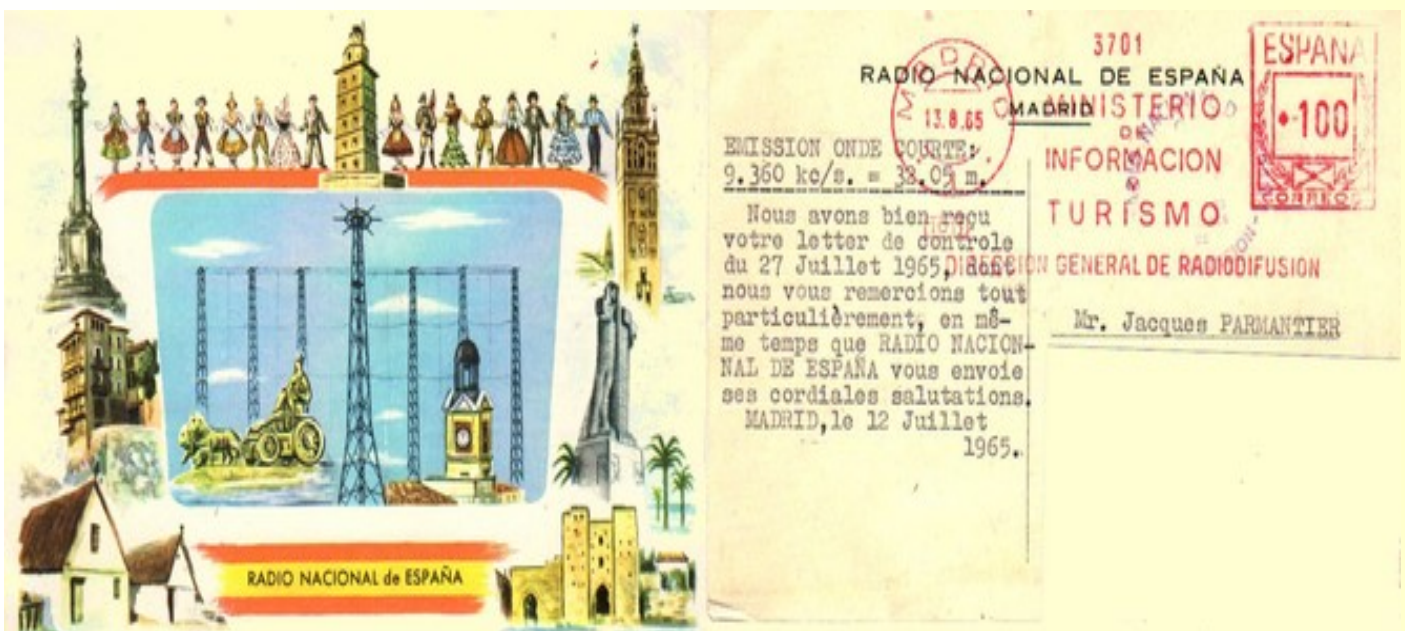 RADIO NACIONAL de ESPAÑA
3701
RADIO NACIONAL DE ESPAÑA
MADRID
MADRID
13.8.65
1
MINISTERIO
DE
INFORMACION
TURISMO
DIRECCION GENERAL DE RADIODIFUSION
ESPAÑA
100
CORREOS
EMISSION ONDE COURTE:
9.360 kc/s. = 32.05 m.
Nous avons bien reçu
votre letter de contrôle
du 27 Juillet 1965, dont
nous vous remercions tout
particulièrement, en mê-
me temps que RADIO NACION-
NAL DE ESPAÑA vous envoie
ses cordiales salutations.
MADRID,le 12 Juillet
1965.
Mr. Jacques PARMANTIER